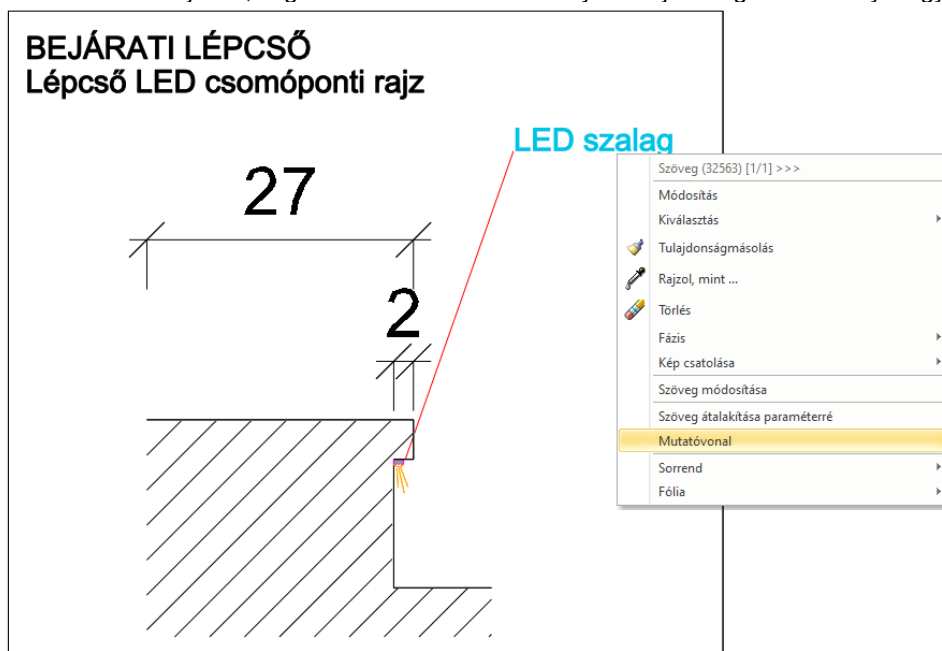 BEJÁRATI LÉPCSŐ
Lépcső LED csomóponti rajz
LED szalag
27
2
Szöveg (32563) [1/1] >>>
Módosítás
Kiválasztás
Tulajdonságmásolás
Rajzol, mint ...
Törlés
Fázis
Kép csatolása
Szöveg módosítása
Szöveg átalakítása paraméterré
Mutatóvonal
Sorrend
Fólia